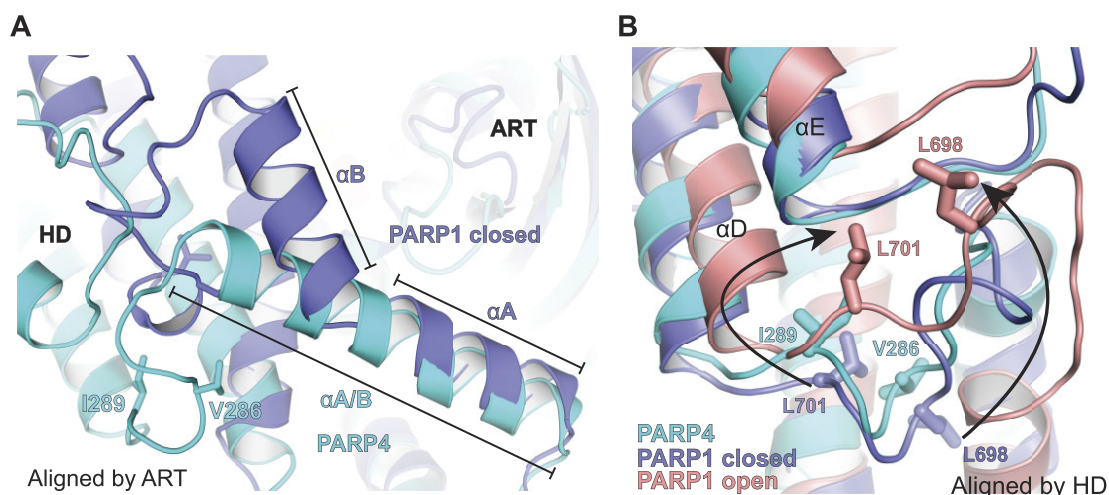 A
B
αB
ART
HD
PARP1 closed
αA
I289
V286
αA/B
PARP4
Aligned by ART
αE
L698
αD
L701
I289
V286
L701
L698
PARP4
PARP1 closed
PARP1 open
Aligned by HD